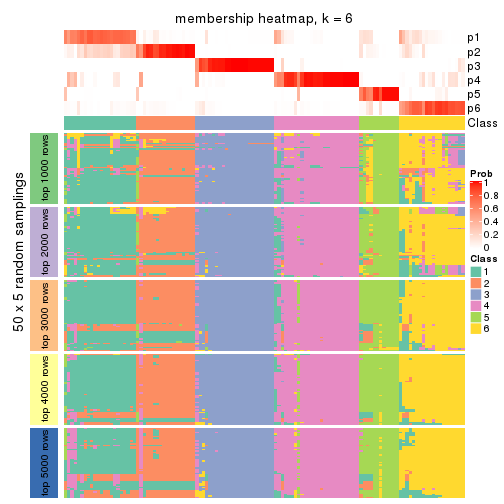 membership heatmap, k = 6
p1
p2
p3
p4
p5
p6
Class
50 x 5 random samplings
top 1000 rows
top 2000 rows
top 3000 rows
top 4000 rows
top 5000 rows
Prob
1
0.8
0.6
0.4
0.2
0
Class
1
2
3
4
5
6